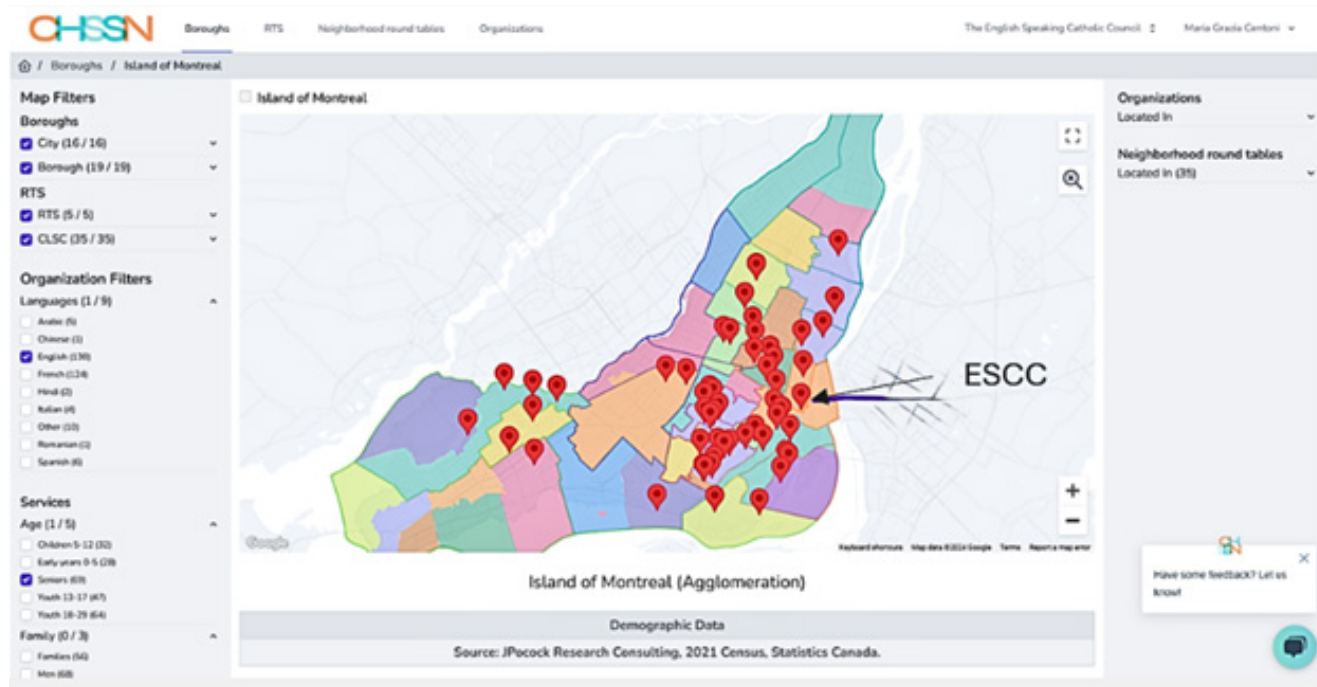 CHSSN
Boroughs RTS Neighborhood round tables Organizations The English Speaking Catholic Council Maria Grazia Centoni
/ Boroughs / Island of Montreal
Map Filters
Boroughs
City (16 / 16)
Borough (19 / 19)
RTS
RTS (5 / 5)
CLSC (35 / 35)
Organization Filters
Languages (1 / 9)
Arabic (5)
Chinese (1)
English (138)
French (124)
Hindi (2)
Italian (4)
Other (10)
Romanian (1)
Spanish (6)
Services
Age (1 / 5)
Children 5-12 (32)
Early years 0-5 (28)
Seniors (69)
Youth 13-17 (47)
Youth 18-29 (64)
Family (0 / 3)
Families (56)
Men (68)
Island of Montreal
ESCC
Google
Keyboard shortcuts Map data ©2024 Google Terms Report a map error
Island of Montreal (Agglomeration)
Demographic Data
Source: JPocock Research Consulting, 2021 Census, Statistics Canada.
Organizations
Located In
Neighborhood round tables
Located In (35)
Have some feedback? Let us
know!